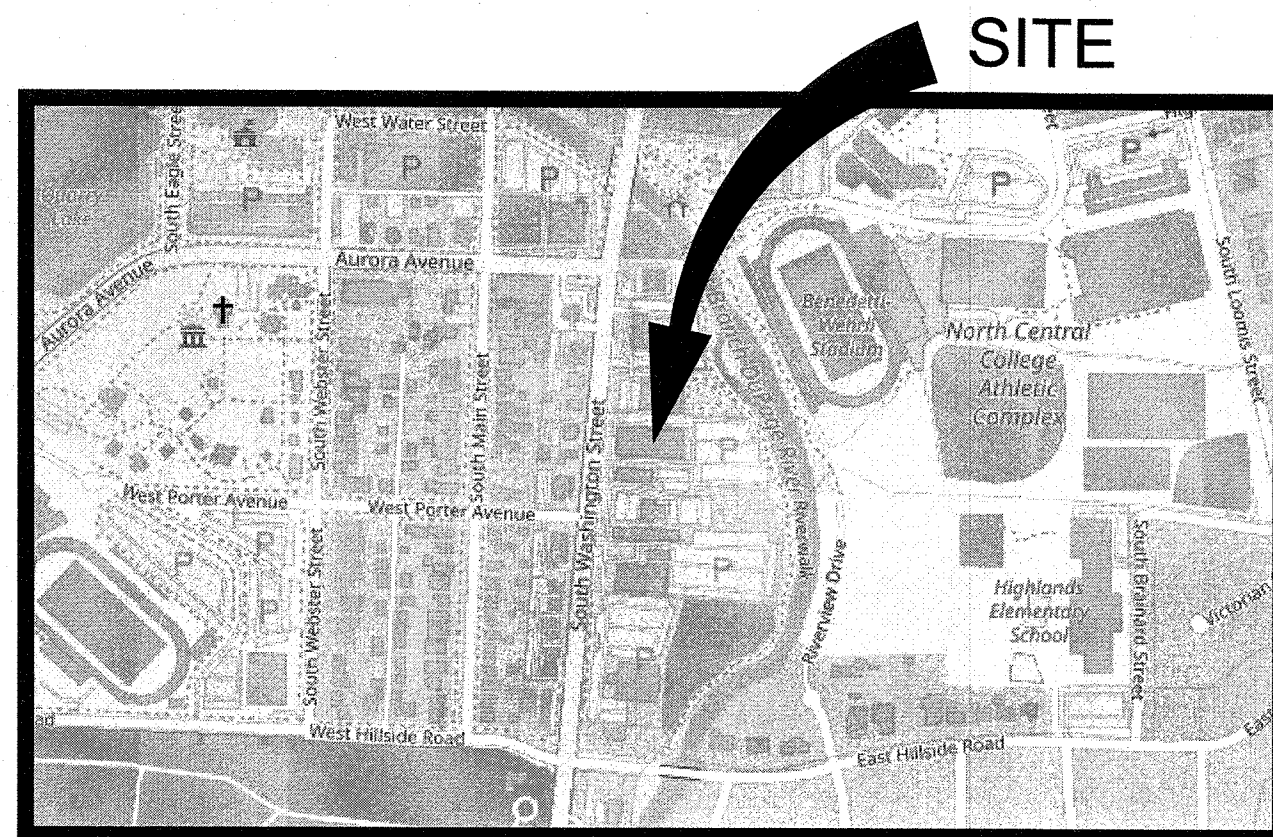 SITE
West Water Street
P
P
P
P
P
South Eagle Street
Aurora Avenue
Aurora Avenue
South Webster Street
South Main Street
South Washington Street
Benedetti-
Wehrli
Stadium
North Central
College
Athletic
Complex
South Loomis Street
P
West Porter Avenue
West Porter Avenue
Riverwalk
Riverview Drive
P
P
P
P
P
South Webster Street
Highlands
Elementary
School
South Brainard Street
Victorian
ad
West Hillside Road
East Hillside Road
East